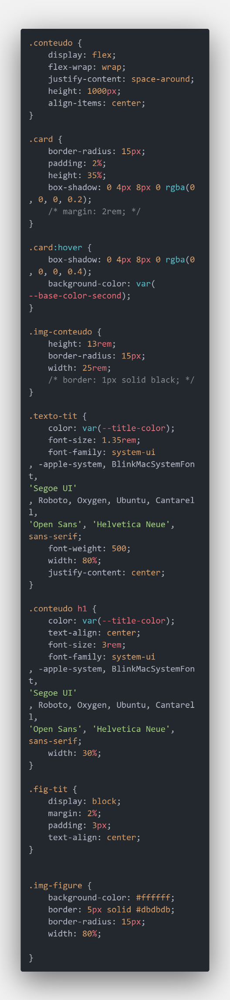 .conteudo {
    display: flex;
    flex-wrap: wrap;
    justify-content: space-around;
    height: 1000px;
    align-items: center;
}

.card {
    border-radius: 15px;
    padding: 2%;
    height: 35%;
    box-shadow: 0 4px 8px 0 rgba(0
, 0, 0, 0.2);
    /* margin: 2rem; */
}

.card:hover {
    box-shadow: 0 4px 8px 0 rgba(0
, 0, 0, 0.4);
    background-color: var(
--base-color-second);
}

.img-conteudo {
    height: 13rem;
    border-radius: 15px;
    width: 25rem;
    /* border: 1px solid black; */
}

.texto-tit {
    color: var(--title-color);
    font-size: 1.35rem;
    font-family: system-ui
, -apple-system, BlinkMacSystemFon
t,
'Segoe UI'
, Roboto, Oxygen, Ubuntu, Cantarel
l,
'Open Sans', 'Helvetica Neue',
sans-serif;
    font-weight: 500;
    width: 80%;
    justify-content: center;
}

.conteudo h1 {
    color: var(--title-color);
    text-align: center;
    font-size: 3rem;
    font-family: system-ui
, -apple-system, BlinkMacSystemFon
t,
'Segoe UI'
, Roboto, Oxygen, Ubuntu, Cantarel
l,
'Open Sans', 'Helvetica Neue',
sans-serif;
    width: 30%;
}

.fig-tit {
    display: block;
    margin: 2%;
    padding: 3px;
    text-align: center;
}


.img-figure {
    background-color: #ffffff;
    border: 5px solid #dbdbdb;
    border-radius: 15px;
    width: 80%;

}